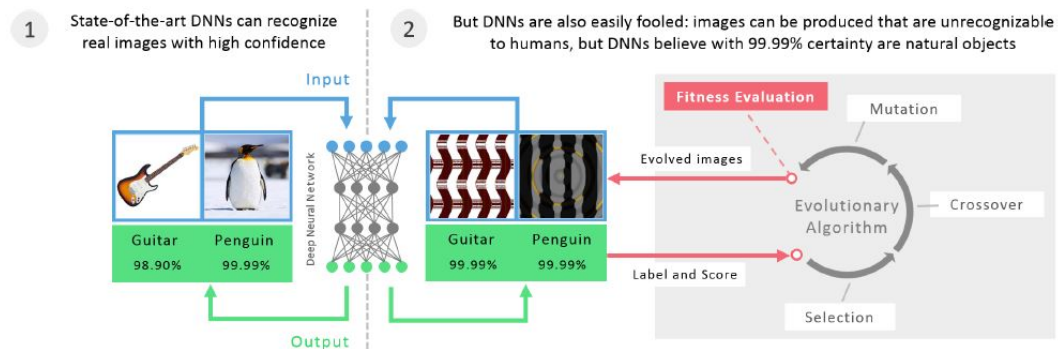 1
State-of-the-art DNNs can recognize
real images with high confidence
2
But DNNs are also easily fooled: images can be produced that are unrecognizable
to humans, but DNNs believe with 99.99% certainty are natural objects
Input
Deep Neural Network
Guitar
98.90%
Penguin
99.99%
Output
Guitar
99.99%
Penguin
99.99%
Evolved images
Label and Score
Fitness Evaluation
Mutation
Crossover
Evolutionary
Algorithm
Selection